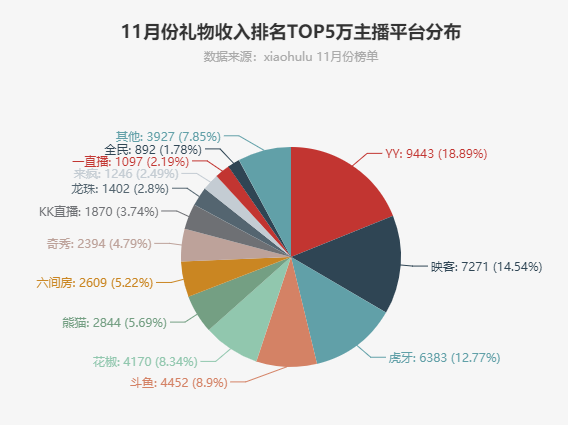 11月份礼物收入排名TOP5万主播平台分布
数据来源：xiaohulu 11月份榜单
其他: 3927 (7.85%)
全民: 892 (1.78%)
一直播: 1097 (2.19%)
来疯: 1246 (2.49%)
龙珠: 1402 (2.8%)
KK直播: 1870 (3.74%)
奇秀: 2394 (4.79%)
六间房: 2609 (5.22%)
熊猫: 2844 (5.69%)
花椒: 4170 (8.34%)
斗鱼: 4452 (8.9%)
YY: 9443 (18.89%)
映客: 7271 (14.54%)
虎牙: 6383 (12.77%)